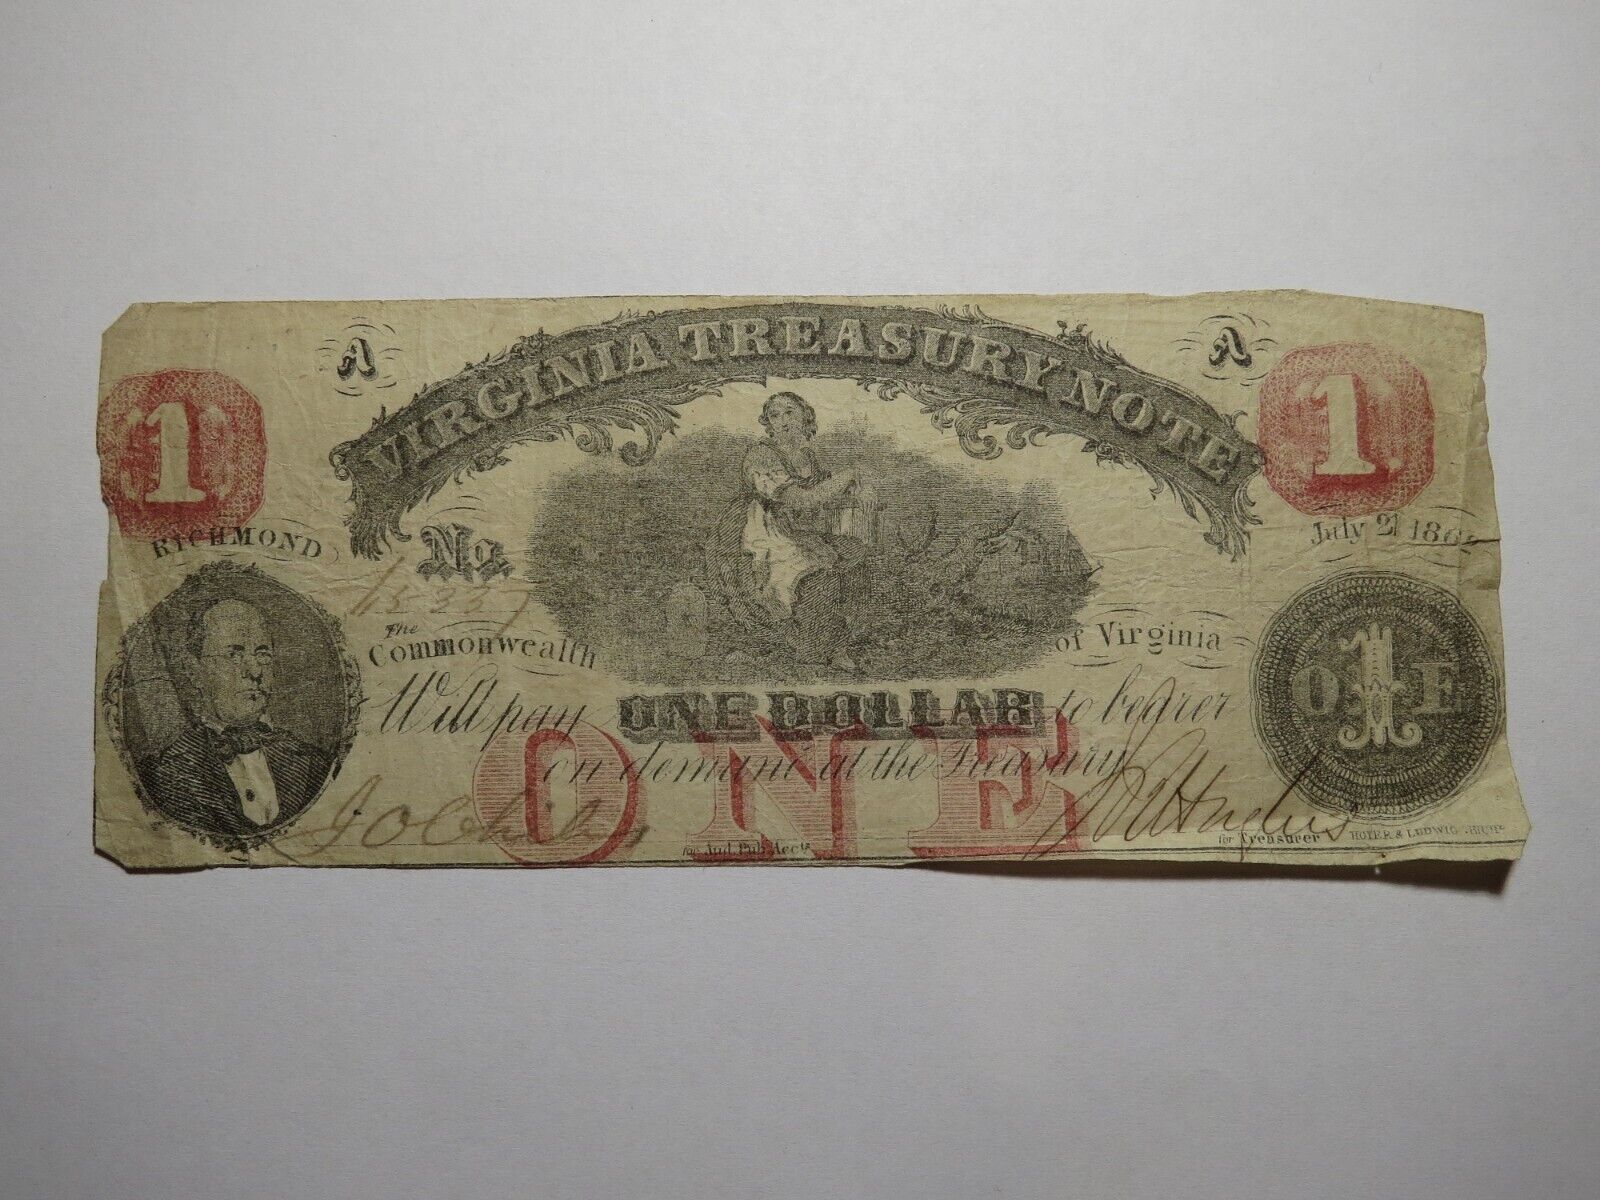 A A
VIRGINIA TREASURY NOTE
1 1
RICHMOND July 21 1862
No.
The Commonwealth of Virginia
Will pay ONE DOLLAR to bearer
ONE
on demand at the Treasury
O 1 E
for Aud. Pub. Accts
for Treasurer
HOYER & LUDWIG